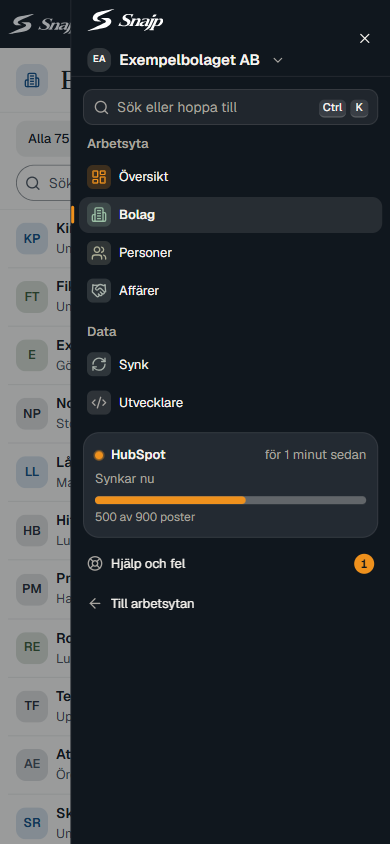 Snajp
Snajp
EA Exempelbolaget AB
Sök eller hoppa till Ctrl K
Arbetsyta
Översikt
Bolag
Personer
Affärer
Data
Synk
Utvecklare
HubSpot för 1 minut sedan
Synkar nu
500 av 900 poster
Hjälp och fel 1
Till arbetsytan
Alla 75
Sök
KP
FT
E
NP
LL
HB
PM
RE
TF
AE
SR